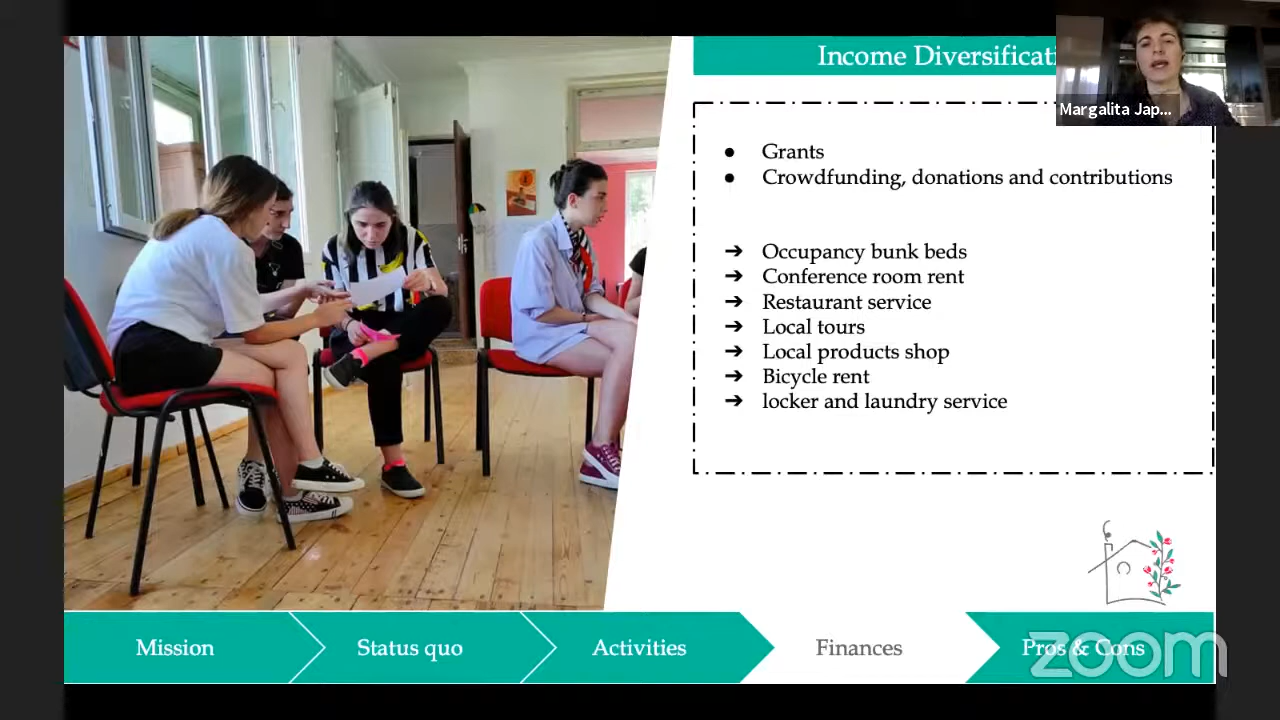 Income Diversificati
Margalita Jap...
● Grants
● Crowdfunding, donations and contributions
➔ Occupancy bunk beds
➔ Conference room rent
➔ Restaurant service
➔ Local tours
➔ Local products shop
➔ Bicycle rent
➔ locker and laundry service
Mission
Status quo
Activities
Finances
Pros & Cons
zoom